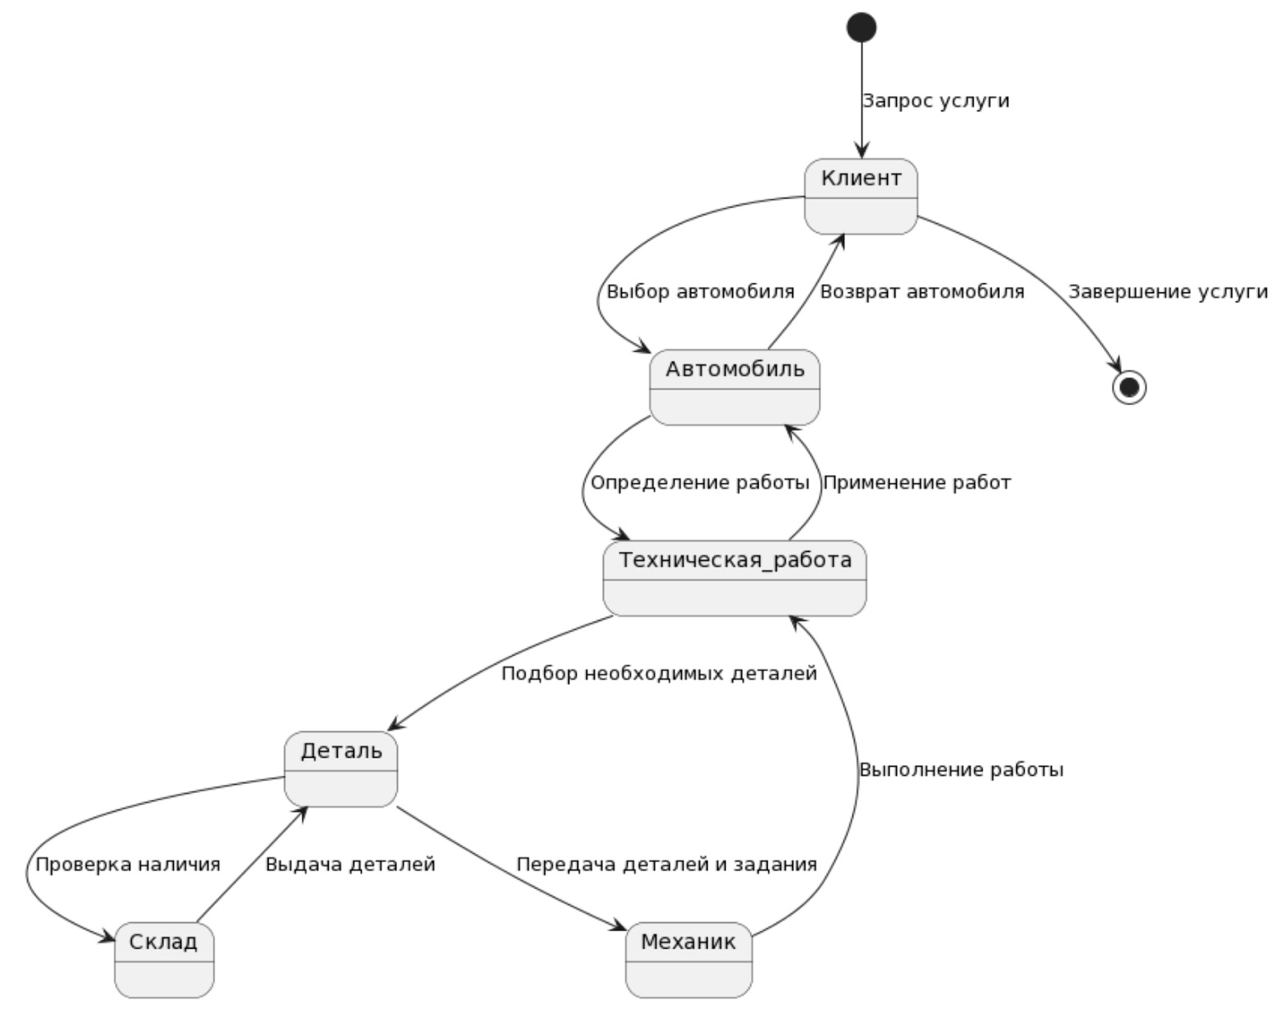 Запрос услуги
Клиент
Выбор автомобиля
Возврат автомобиля
Завершение услуги
Автомобиль
Определение работы
Применение работ
Техническая_работа
Подбор необходимых деталей
Деталь
Выполнение работы
Проверка наличия
Выдача деталей
Передача деталей и задания
Склад
Механик